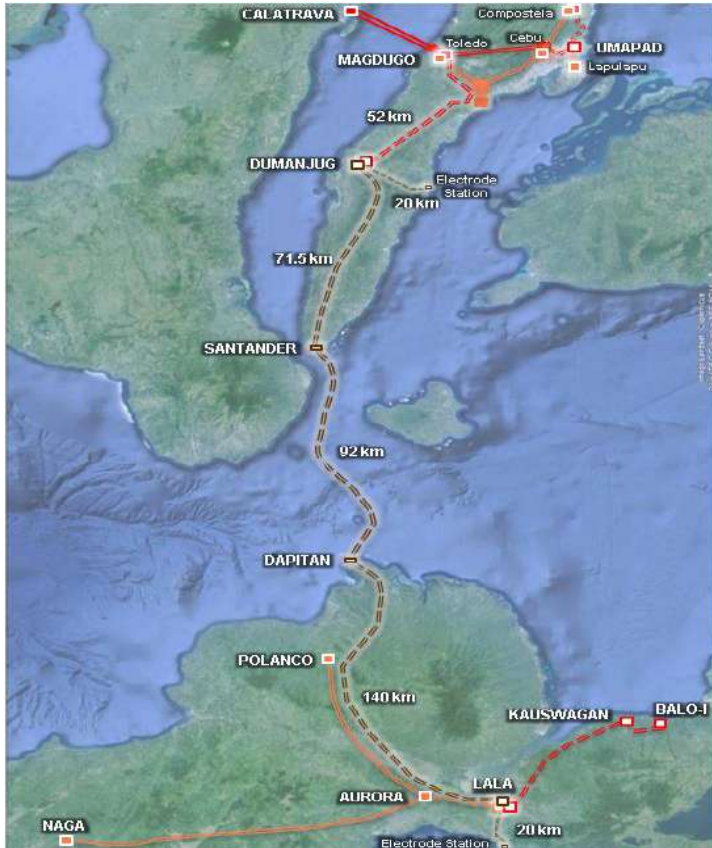 CALATRAVA
Compostela
Toledo
Cebu
UMAPAD
MAGDUGO
Lapulapu
52 km
DUMANJUG
Electrode
Station
20 km
71.5 km
SANTANDER
92 km
DAPITAN
POLANCO
140 km
KAUSWAGAN
BALO-I
LALA
AURORA
20 km
NAGA
Electrode Station